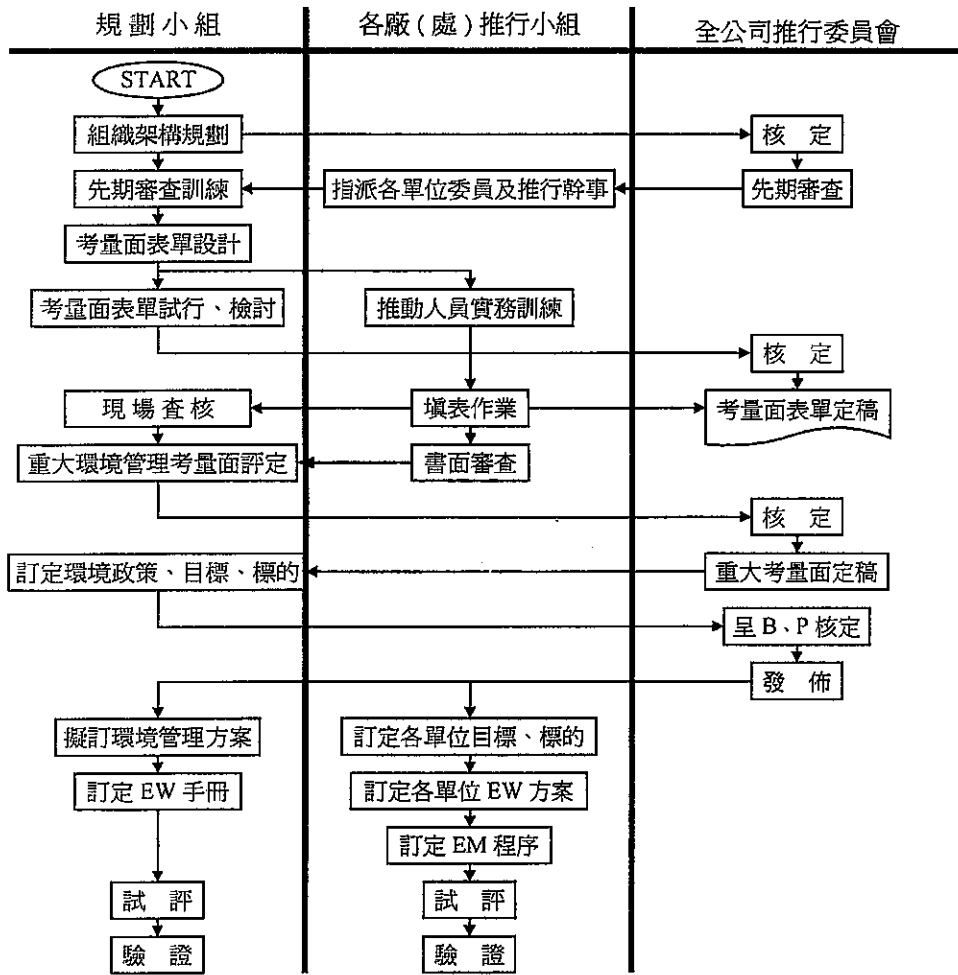 規劃小組 各廠(處)推行小組 全公司推行委員會
START
組織架構規劃 核 定
先期審查訓練 指派各單位委員及推行幹事 先期審查
考量面表單設計
考量面表單試行、檢討 推動人員實務訓練
核 定
現場查核 填表作業 考量面表單定稿
重大環境管理考量面評定 書面審查
核 定
訂定環境政策、目標、標的 重大考量面定稿
呈 B、P 核定
發 佈
擬訂環境管理方案 訂定各單位目標、標的
訂定 EW 手冊 訂定各單位 EW 方案
訂定 EM 程序
試 評 試 評
驗 證 驗 證